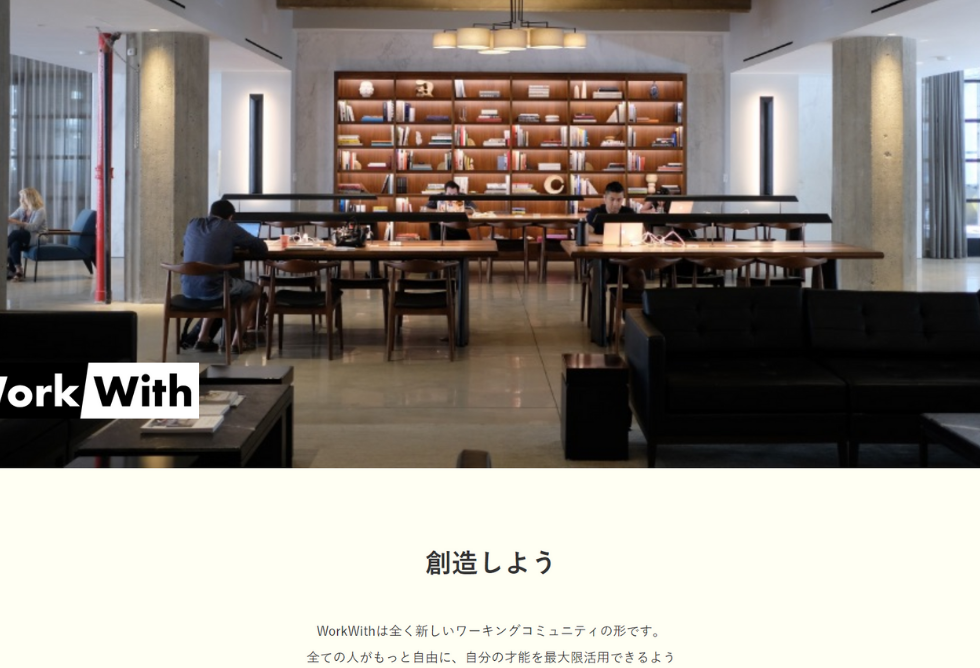 Work With
創造しよう
WorkWithは全く新しいワーキングコミュニティの形です。
全ての人がもっと自由に、自分の才能を最大限活用できるよう